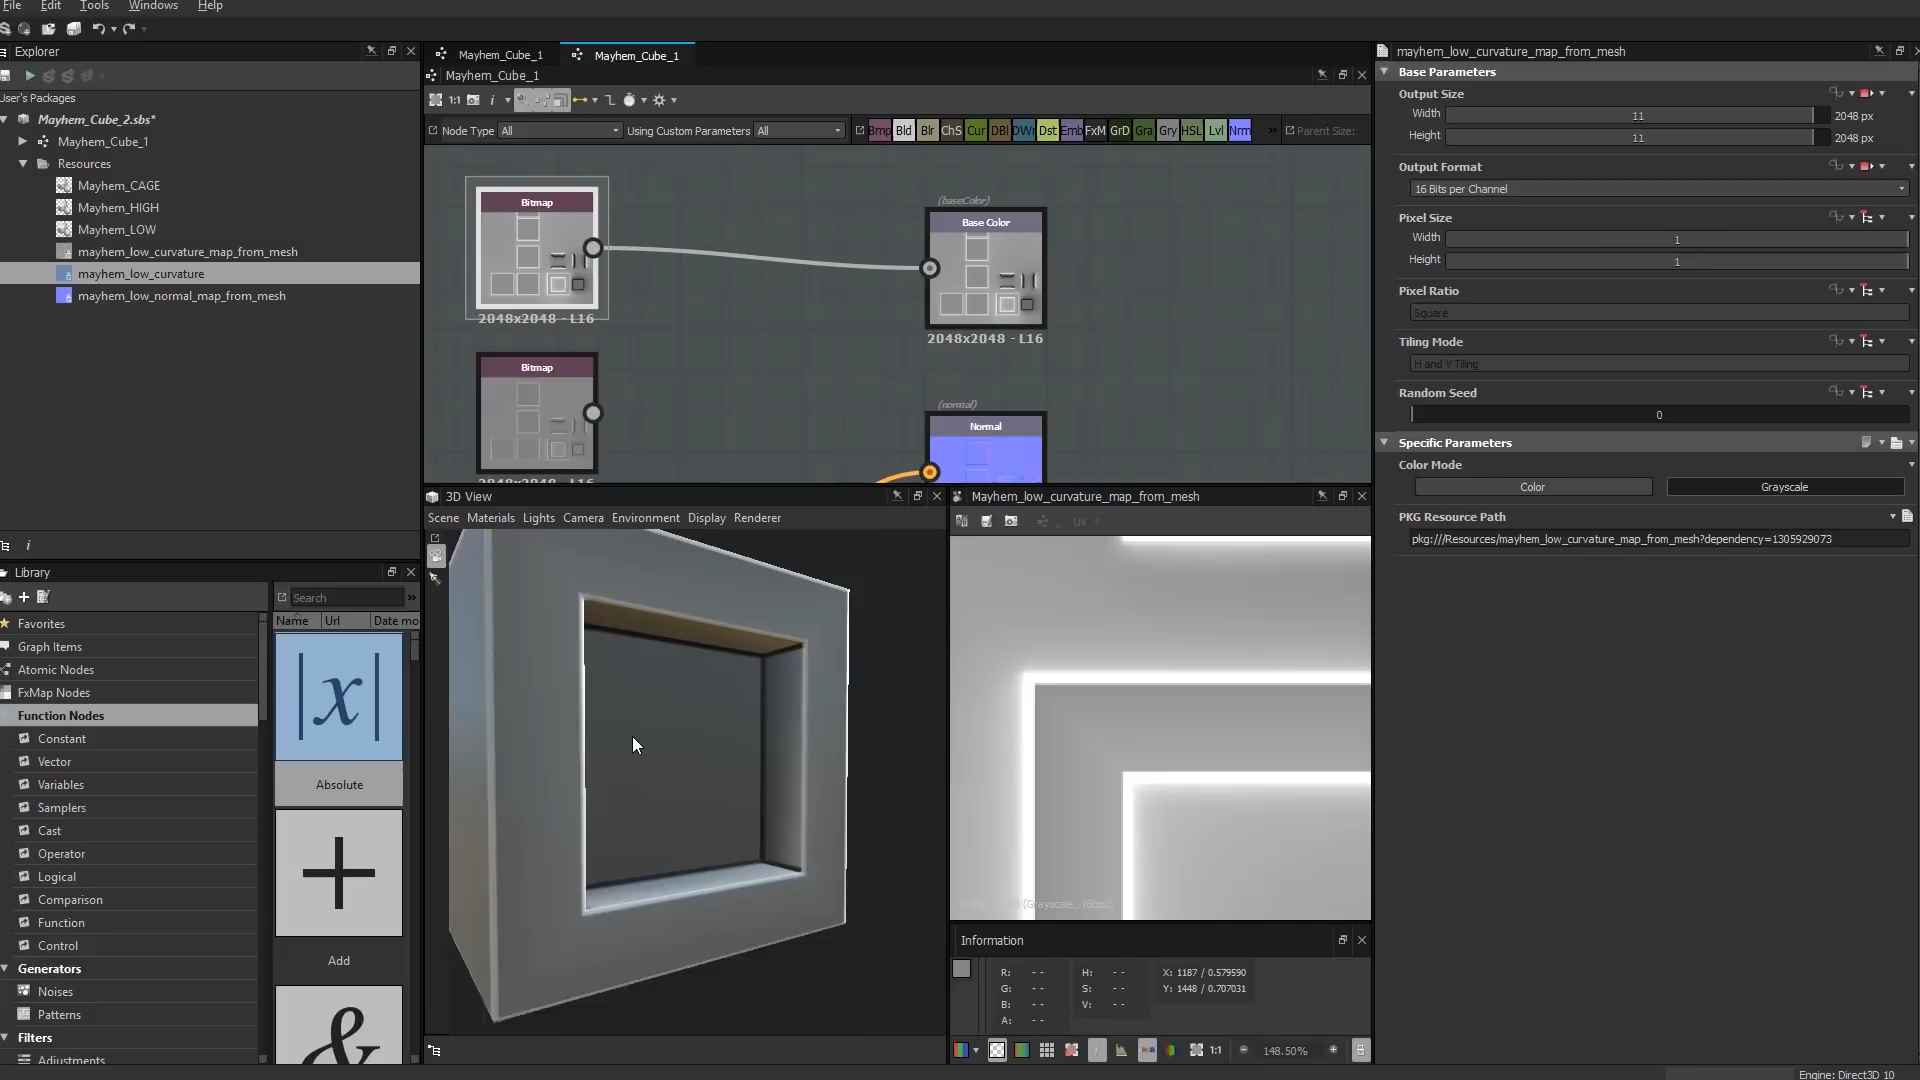 File Edit Tools Windows Help
Explorer
User's Packages
Mayhem_Cube_2.sbs*
Mayhem_Cube_1
Resources
Mayhem_CAGE
Mayhem_HIGH
Mayhem_LOW
mayhem_low_curvature_map_from_mesh
mayhem_low_curvature
mayhem_low_normal_map_from_mesh
Library
Search
Name Url Date mo
Favorites
Graph Items
Atomic Nodes
FxMap Nodes
Function Nodes
Constant
Vector
Variables
Samplers
Cast
Operator
Logical
Comparison
Function
Control
Generators
Noises
Patterns
Filters
Adjustments
|x|
Absolute
Add
&
Mayhem_Cube_1 Mayhem_Cube_1
Mayhem_Cube_1
1:1
Node Type All Using Custom Parameters All Bmp Bld Blr ChS Cur DBl DWr Dst Emb FxM GrD Gra Gry HSL Lvl Nrm » Parent Size:
Bitmap
2048x2048 - L16
Bitmap
2048x2048 - L16
(baseColor)
Base Color
2048x2048 - L16
(normal)
Normal
3D View
Scene Materials Lights Camera Environment Display Renderer
Mayhem_low_curvature_map_from_mesh
UV
(Grayscale, 16bpc)
Information
R: -- H: -- X: 1187 / 0.579590
G: -- S: -- Y: 1448 / 0.707031
B: -- V: --
A: --
1:1 148.50%
mayhem_low_curvature_map_from_mesh
Base Parameters
Output Size
Width 11 2048 px
Height 11 2048 px
Output Format
16 Bits per Channel
Pixel Size
Width 1
Height 1
Pixel Ratio
Square
Tiling Mode
H and V Tiling
Random Seed
0
Specific Parameters
Color Mode
Color Grayscale
PKG Resource Path
pkg:///Resources/mayhem_low_curvature_map_from_mesh?dependency=1305929073
Engine: Direct3D 10